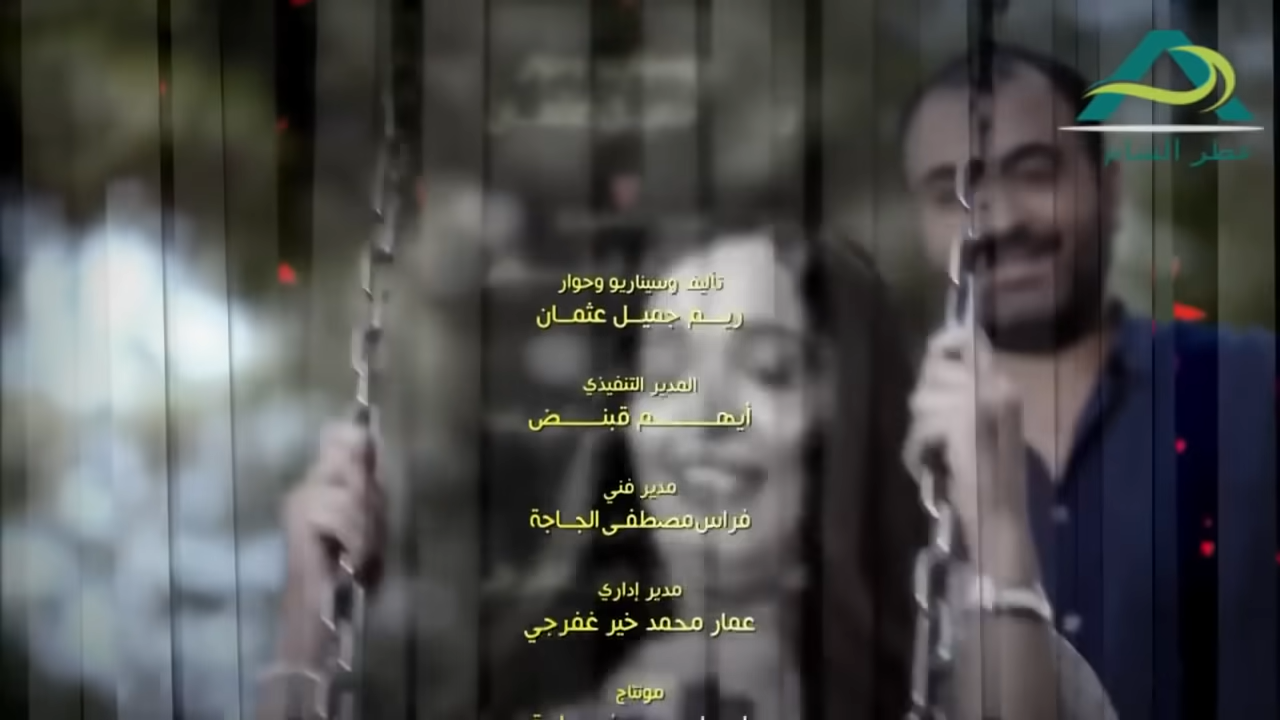 عطر الشام
تأليف وسيناريو وحوار
ريم جميل عثمان
المدير التنفيذي
أيهم قبنض
مدير فني
فراس مصطفى الجاجة
مدير إداري
عمار محمد خير غفرجي
مونتاج